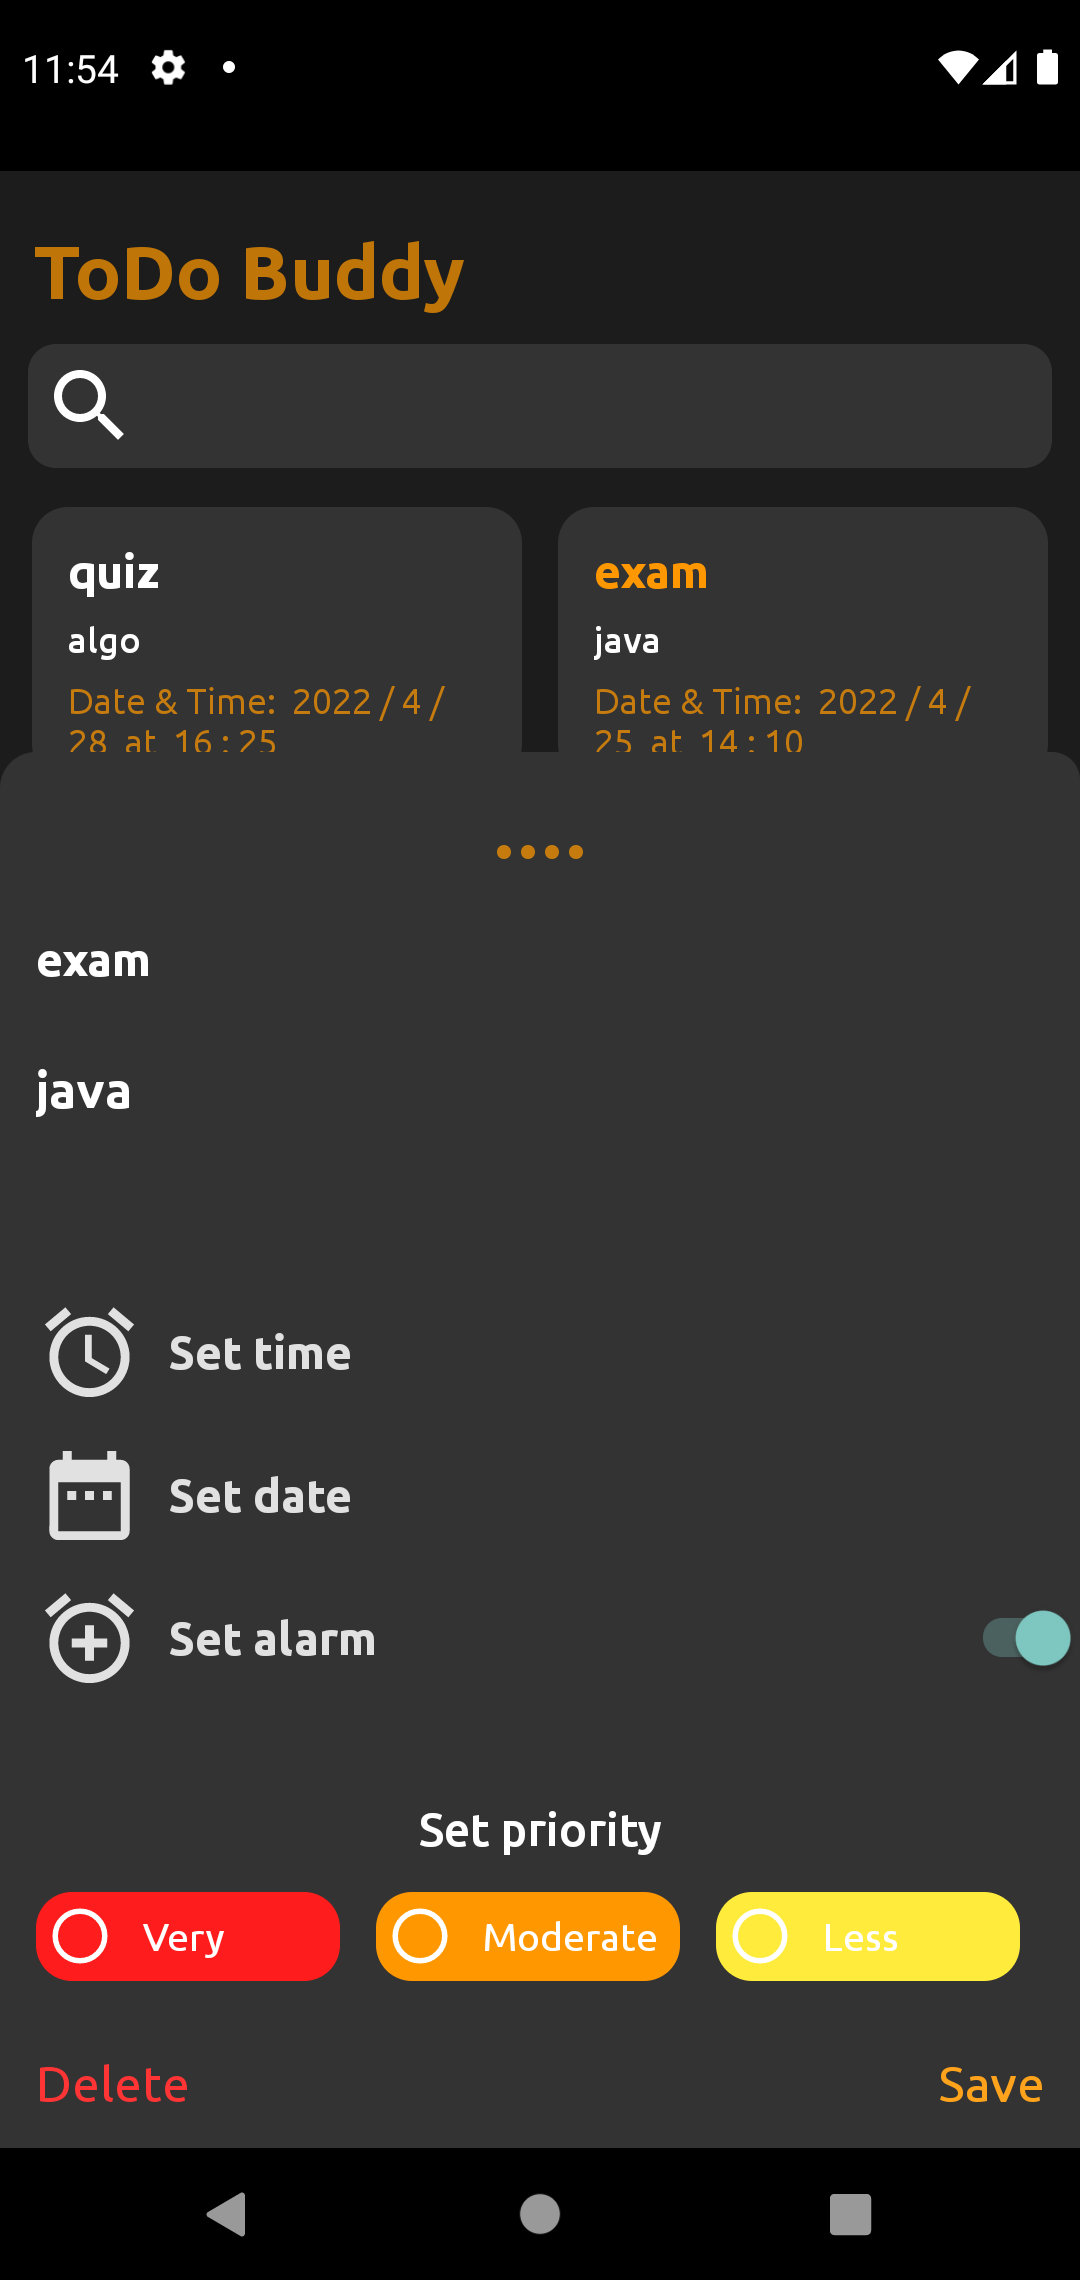 11:54
ToDo Buddy
quiz
algo
Date & Time:  2022 / 4 /
28  at  16 : 25
exam
java
Date & Time:  2022 / 4 /
25  at  14 : 10
exam
java
Set time
Set date
Set alarm
Set priority
Very
Moderate
Less
Delete
Save